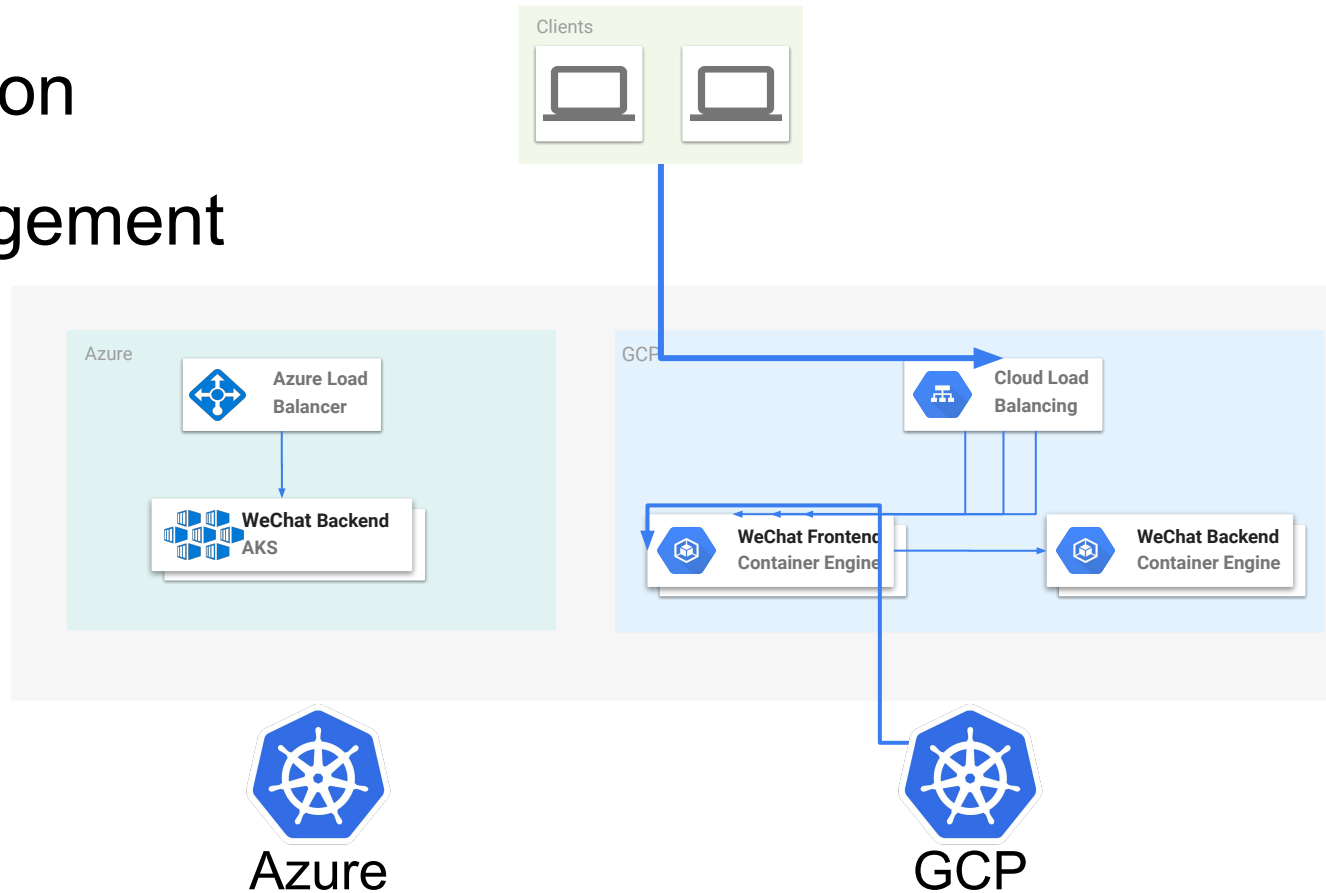 on
gement
Clients
Azure
Azure Load
Balancer
WeChat Backend
AKS
GCP
Cloud Load
Balancing
WeChat Frontend
Container Engine
WeChat Backend
Container Engine
Azure
GCP